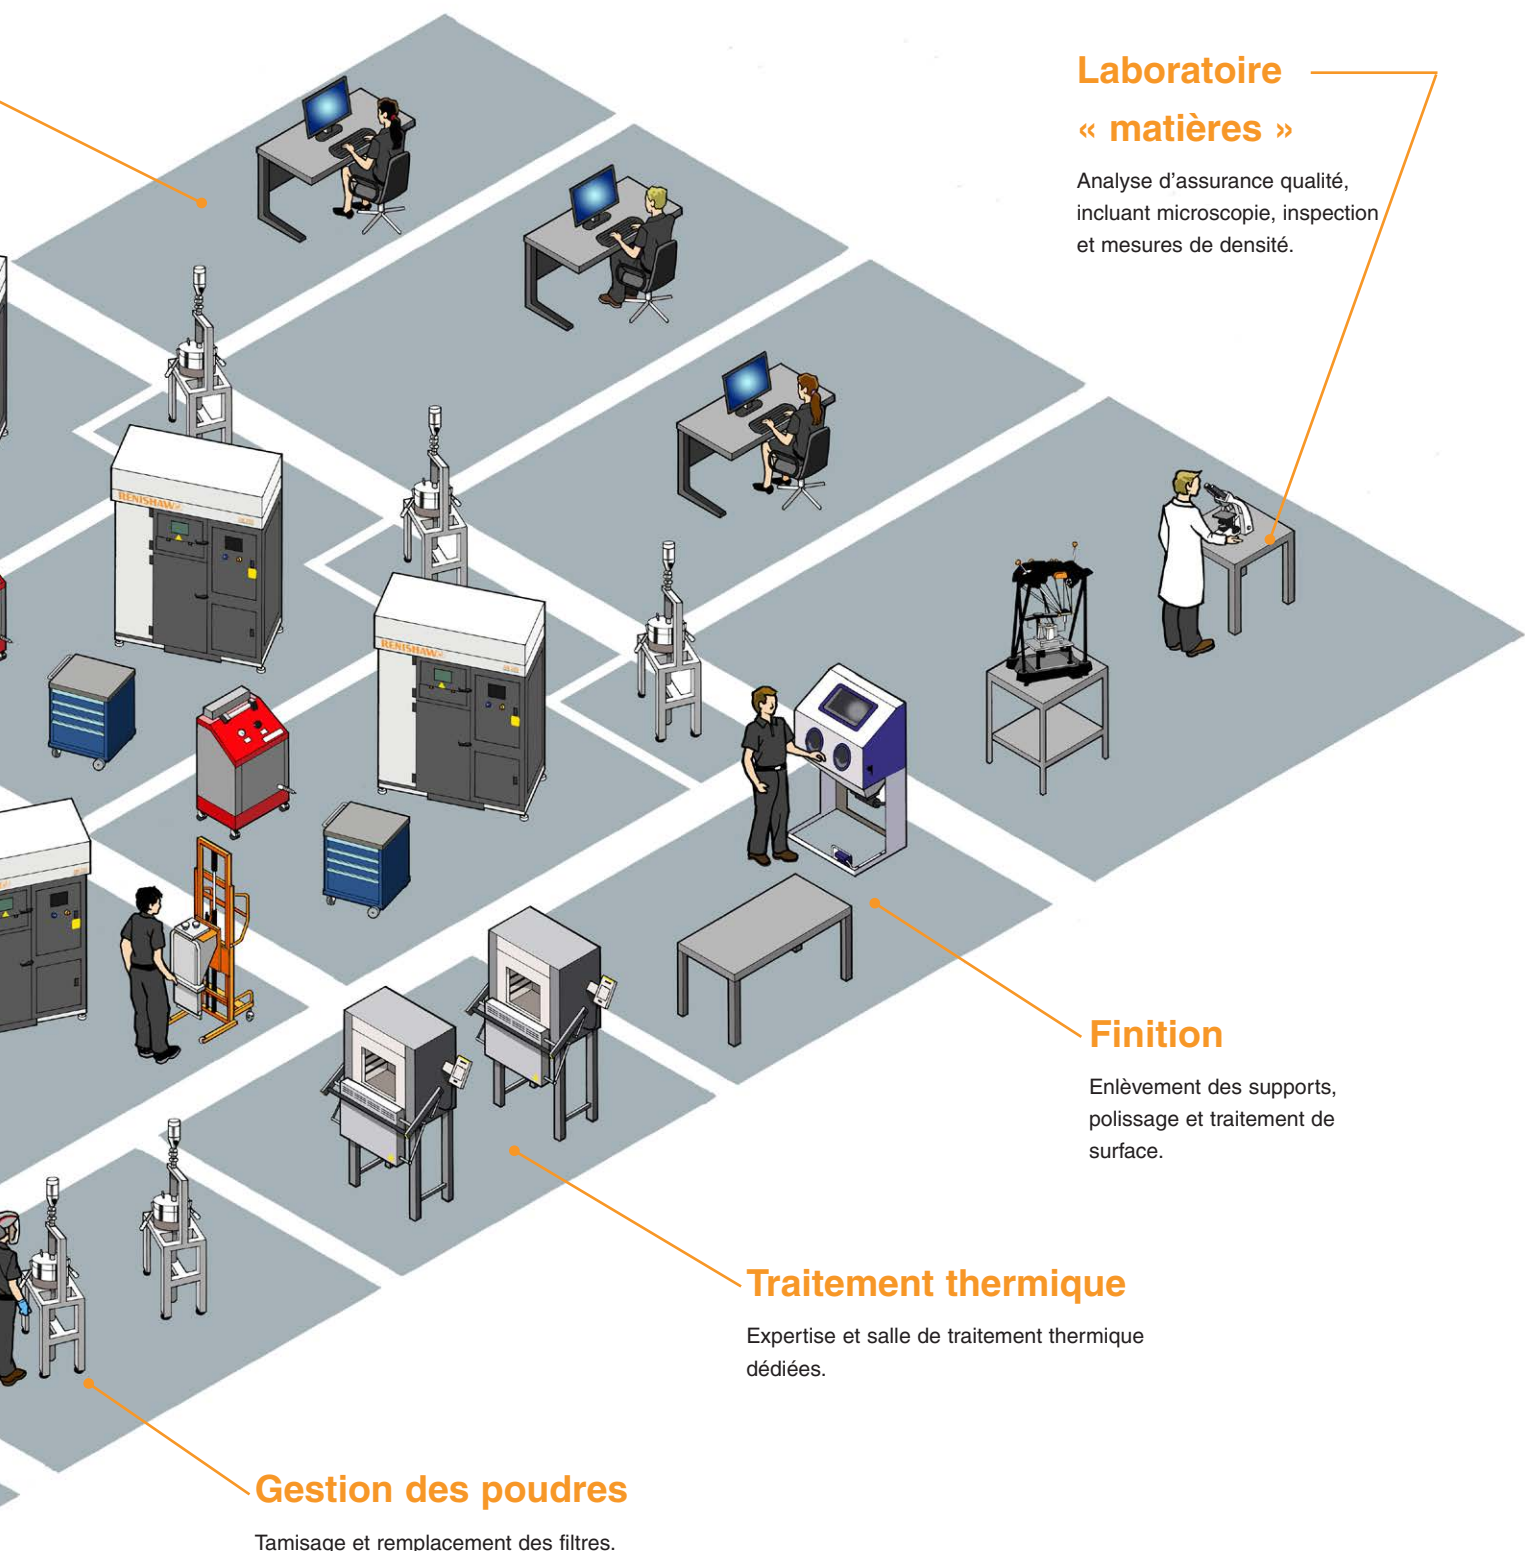 Laboratoire
« matières »
Analyse d’assurance qualité,
incluant microscopie, inspection
et mesures de densité.
RENISHAW
RENISHAW
Finition
Enlèvement des supports,
polissage et traitement de
surface.
Traitement thermique
Expertise et salle de traitement thermique
dédiées.
Gestion des poudres
Tamisage et remplacement des filtres.